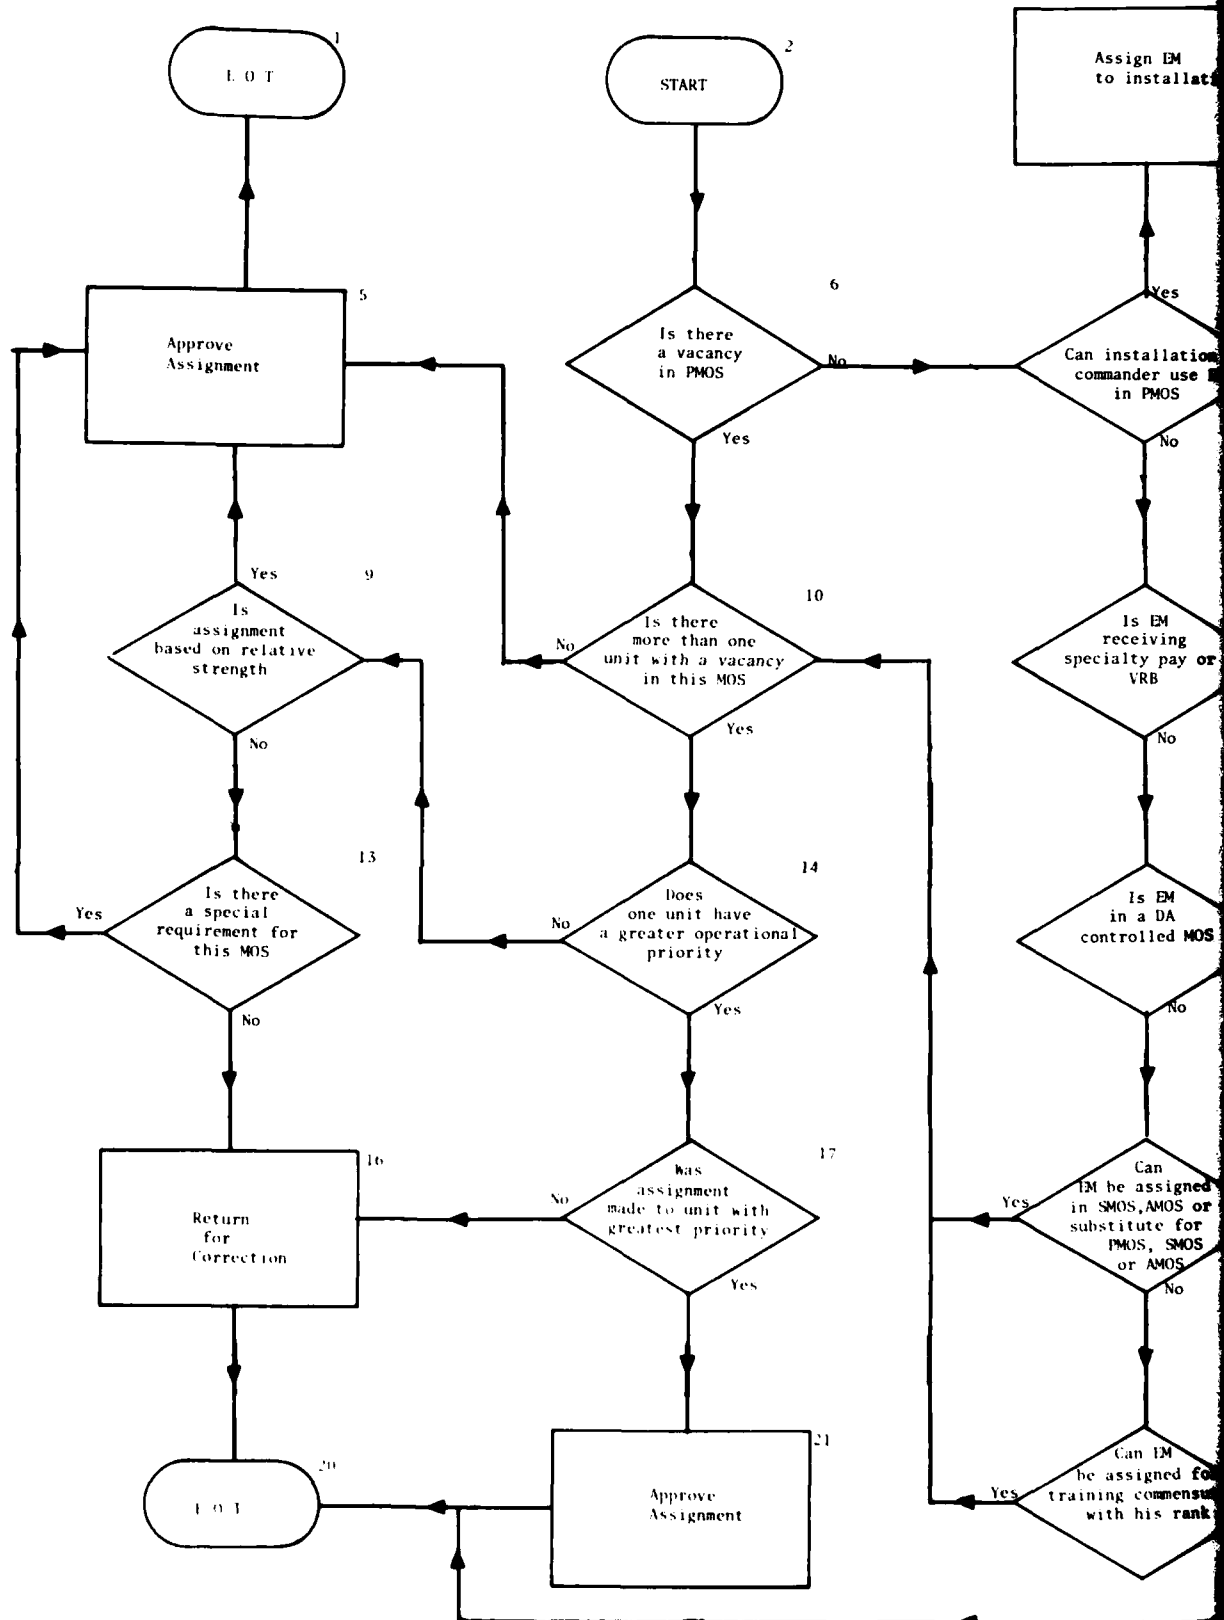 1
E O T
2
START
Assign EM
to installati
5
Approve
Assignment
6
Is there
a vacancy
in PMOS
No
Yes
Yes
Can installation
commander use
in PMOS
No
9
Yes
Is
assignment
based on relative
strength
No
10
Is there
more than one
unit with a vacancy
in this MOS
No
Yes
Is EM
receiving
specialty pay or
VRB
No
13
Is there
a special
requirement for
this MOS
Yes
No
14
Does
one unit have
a greater operational
priority
No
Yes
Is EM
in a DA
controlled MOS
No
16
Return
for
Correction
17
Was
assignment
made to unit with
greatest priority
No
Yes
Can
EM be assigned
in SMOS,AMOS or
substitute for
PMOS, SMOS
or AMOS
Yes
No
20
E O T
21
Approve
Assignment
Can EM
be assigned fo
training commensu
with his rank
Yes